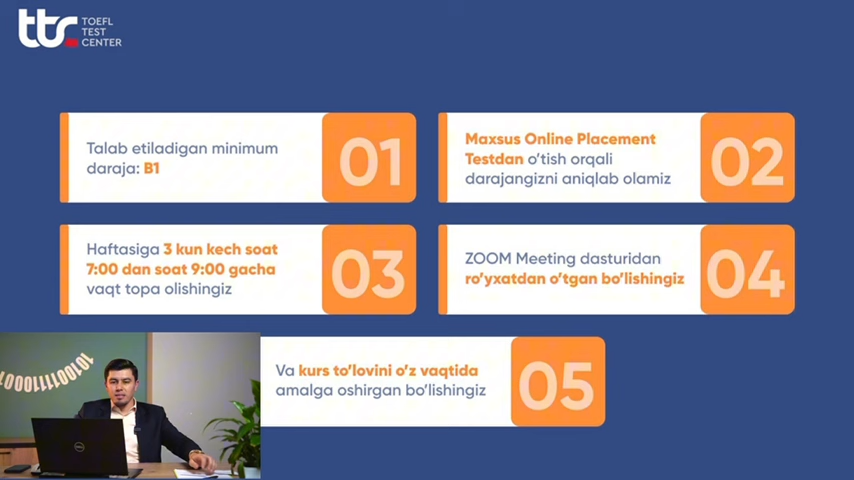 ttc.
TOEFL
TEST
CENTER
Talab etiladigan minimum
daraja: B1
01
Maxsus Online Placement
Testdan o'tish orqali
darajangizni aniqlab olamiz
02
Haftasiga 3 kun kech soat
7:00 dan soat 9:00 gacha
vaqt topa olishingiz
03
ZOOM Meeting dasturidan
ro'yxatdan o'tgan bo'lishingiz
04
Va kurs to'lovini o'z vaqtida
amalga oshirgan bo'lishingiz
05
1010011110001
DELL